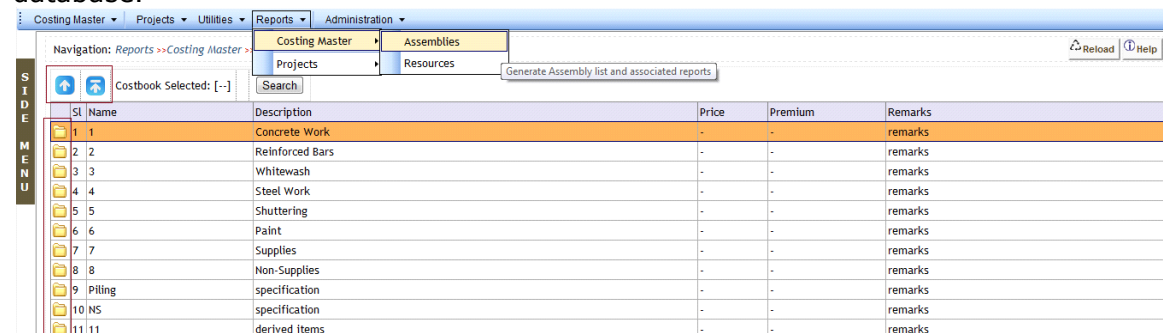 database.
Costing Master Projects Utilities Reports Administration
Navigation: Reports >>Costing Master >>
Costing Master Assemblies
Projects Resources
Generate Assembly list and associated reports
Reload Help
SIDE MENU
Costbook Selected: [--] Search
Sl Name Description Price Premium Remarks
1 1 Concrete Work - - remarks
2 2 Reinforced Bars - - remarks
3 3 Whitewash - - remarks
4 4 Steel Work - - remarks
5 5 Shuttering - - remarks
6 6 Paint - - remarks
7 7 Supplies - - remarks
8 8 Non-Supplies - - remarks
9 Piling specification - - remarks
10 NS specification - - remarks
11 11 derived items - - remarks